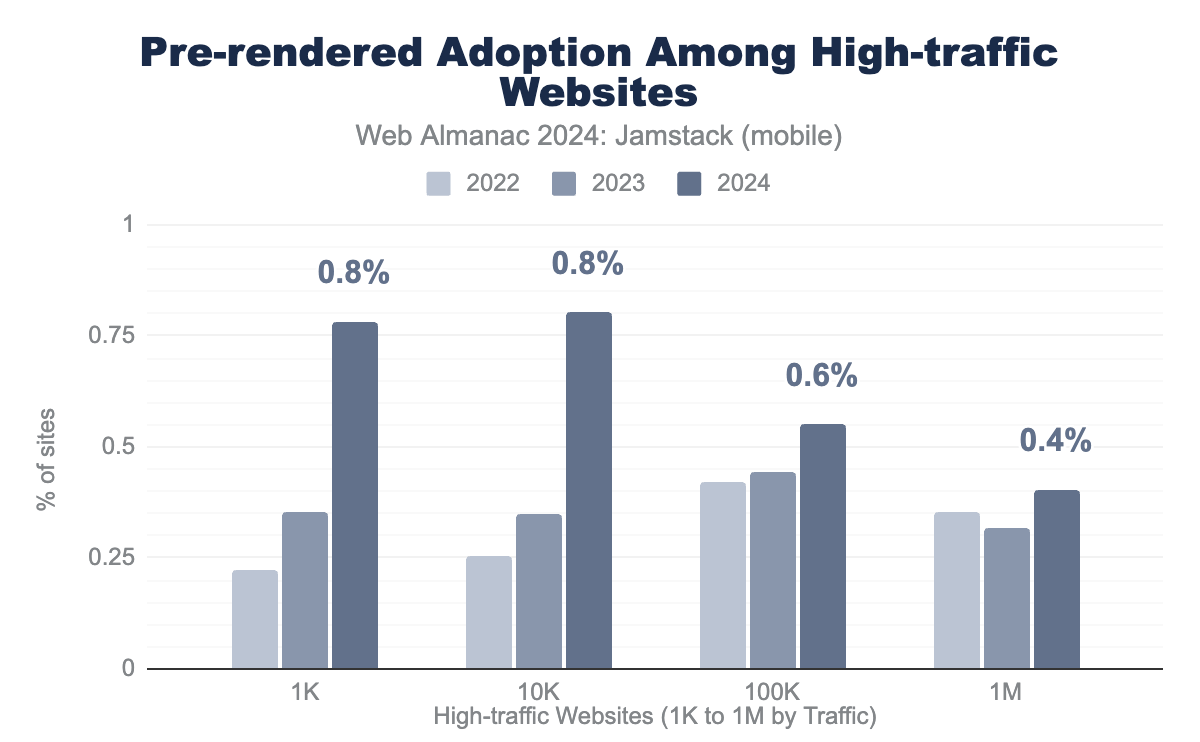 Pre-rendered Adoption Among High-traffic
Websites
Web Almanac 2024: Jamstack (mobile)
2022 2023 2024
1
0.75
0.5
0.25
0
% of sites
0.8%
0.8%
0.6%
0.4%
1K 10K 100K 1M
High-traffic Websites (1K to 1M by Traffic)